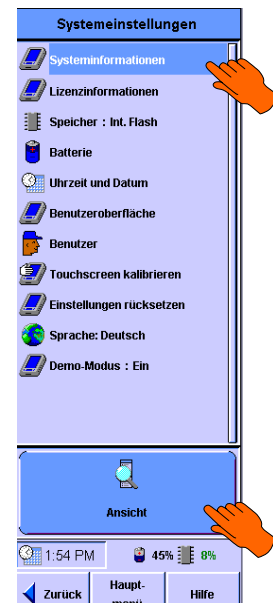 Systemeinstellungen
Systeminformationen
Lizenzinformationen
Speicher : Int. Flash
Batterie
Uhrzeit und Datum
Benutzeroberfläche
Benutzer
Touchscreen kalibrieren
Einstellungen rücksetzen
Sprache: Deutsch
Demo-Modus : Ein
Ansicht
1:54 PM 45% 8%
Zurück Haupt- Hilfe
menü